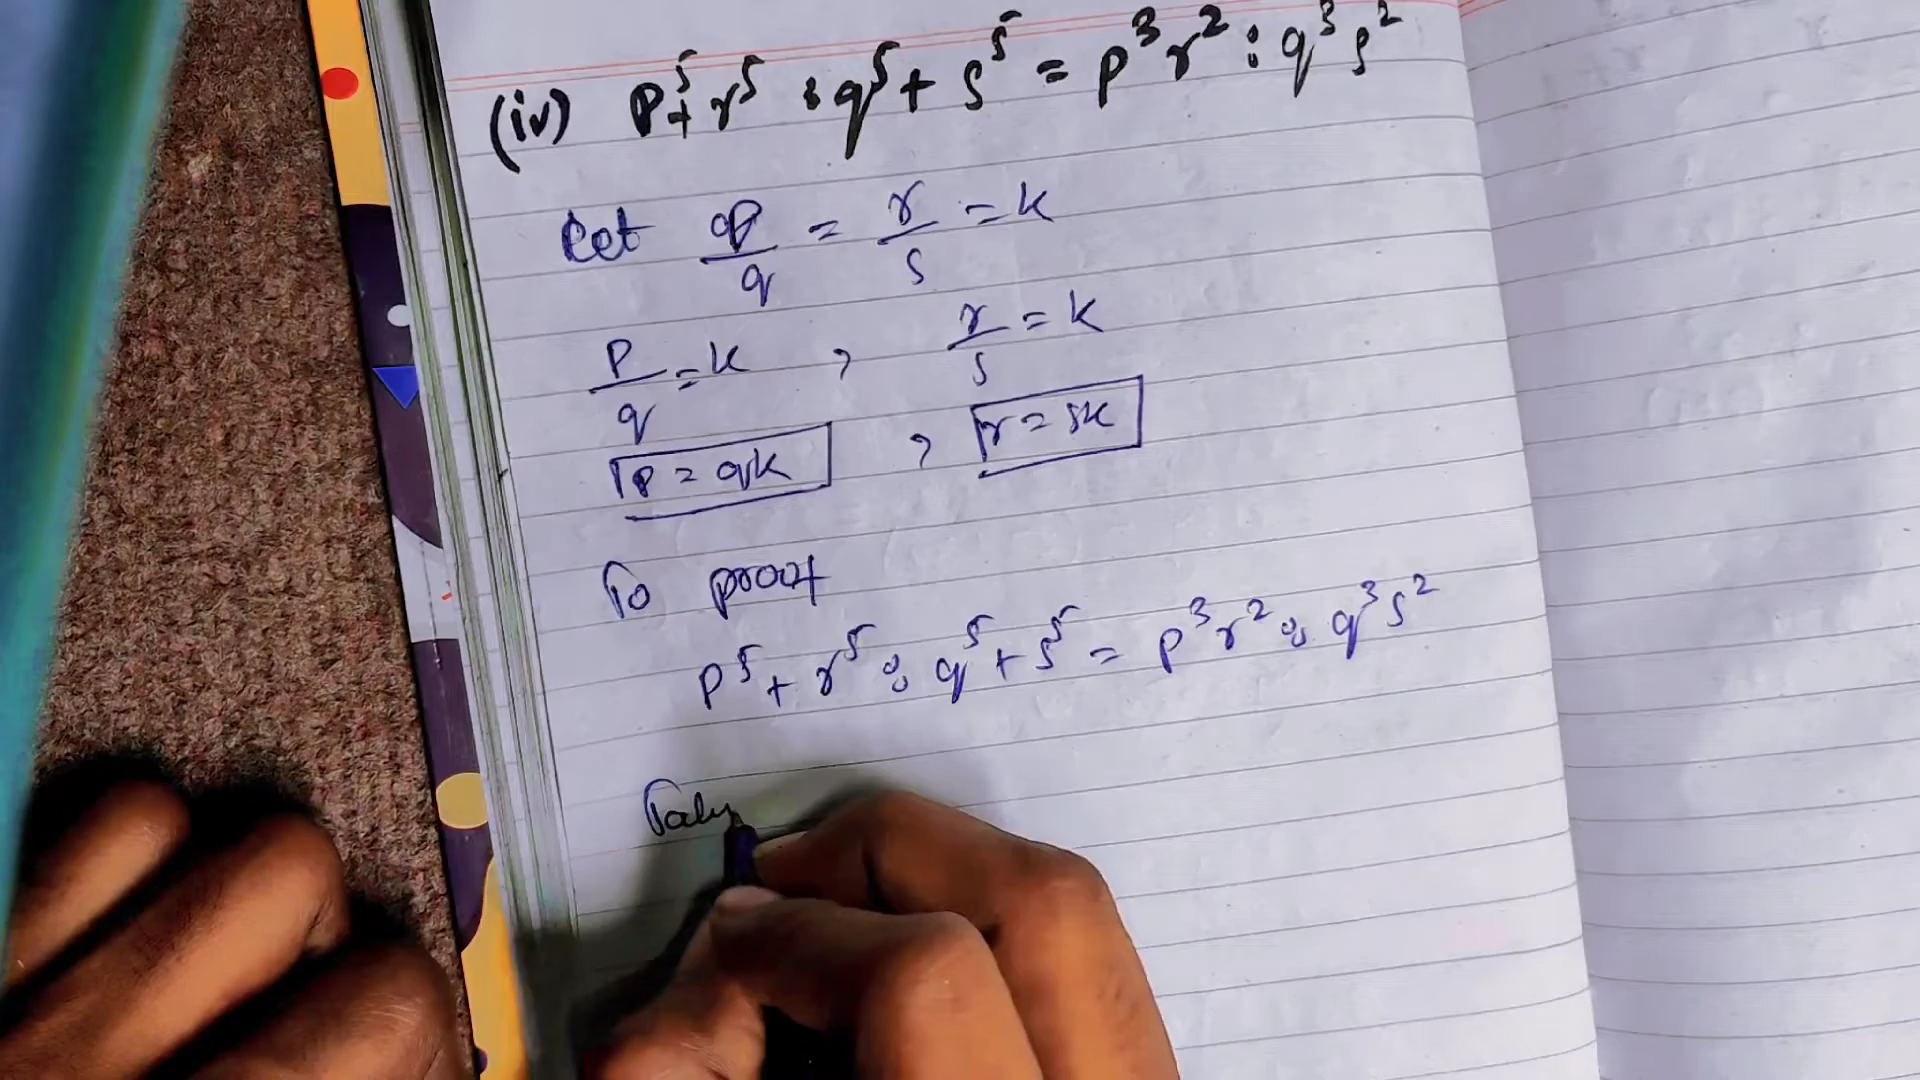 (iv) p⁵+r⁵ : q⁵+s⁵ = p³r² : q³s²
Let p/q = r/s = k
p/q = k , r/s = k
p = qk , r = sk
To proof
p⁵+r⁵ : q⁵+s⁵ = p³r² : q³s²